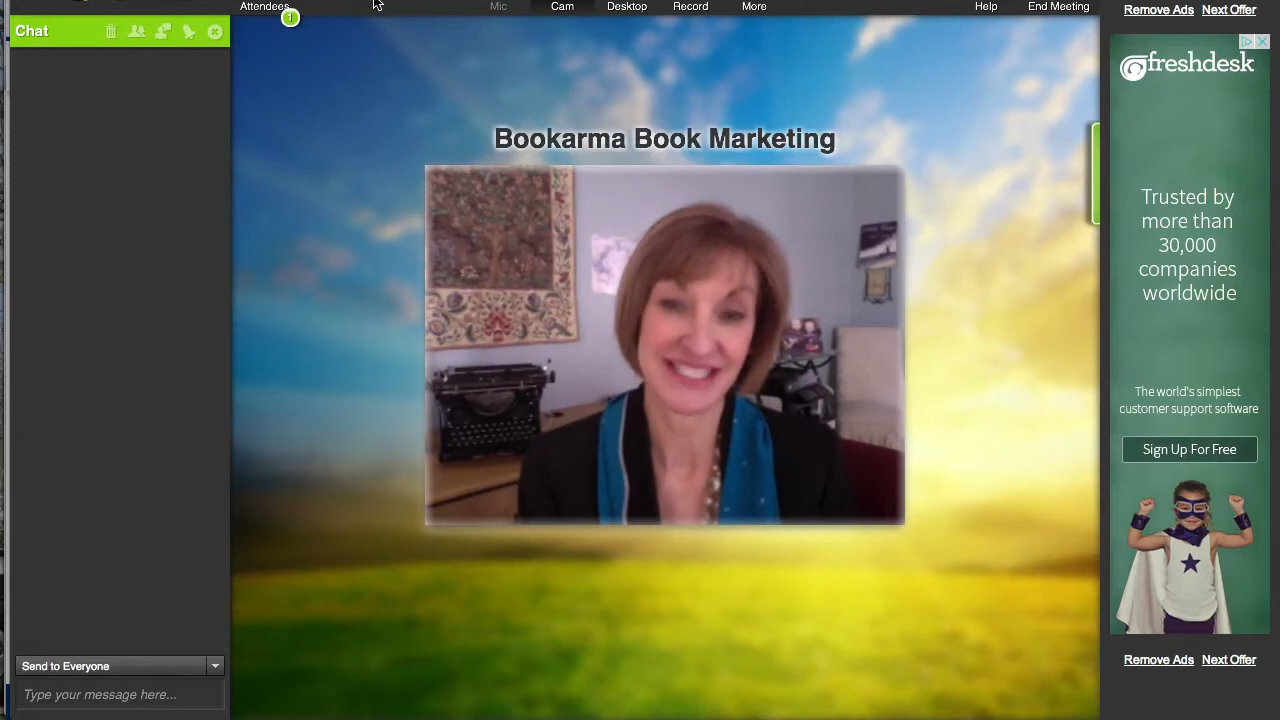 Attendees
1
Mic
Cam
Desktop
Record
More
Help
End Meeting
Remove Ads Next Offer
Chat
Bookarma Book Marketing
freshdesk
Trusted by
more than
30,000
companies
worldwide
The world's simplest
customer support software
Sign Up For Free
Send to Everyone
Type your message here...
Remove Ads Next Offer